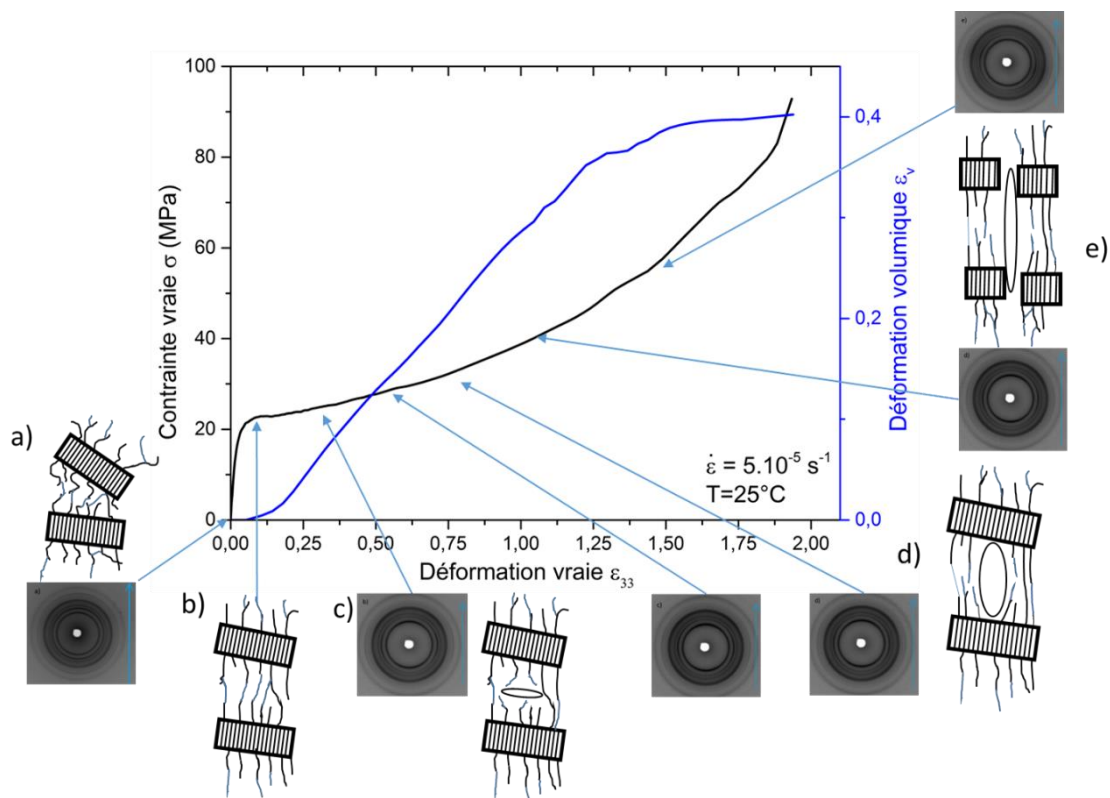 e)
100
80
60
40
20
0
Contrainte vraie σ (MPa)
0,4
0,2
0,0
Déformation volumique εv
ε̇ = 5.10⁻⁵ s⁻¹
T=25°C
0,00 0,25 0,50 0,75 1,00 1,25 1,50 1,75 2,00
Déformation vraie ε33
a)
b)
c)
d)